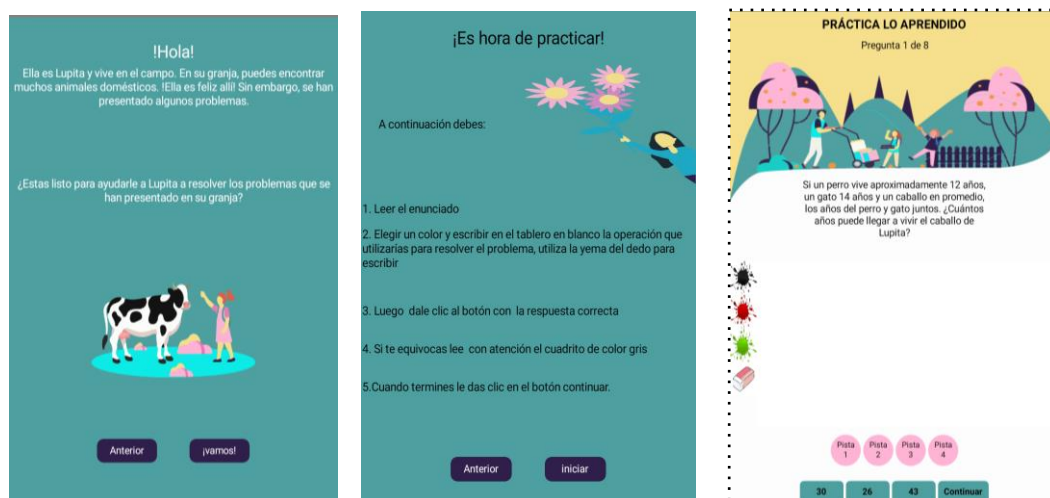 !Hola!
Ella es Lupita y vive en el campo. En su granja, puedes encontrar
muchos animales domésticos. !Ella es feliz allí! Sin embargo, se han
presentado algunos problemas.
¿Estas listo para ayudarle a Lupita a resolver los problemas que se
han presentado en su granja?
Anterior
¡vamos!
¡Es hora de practicar!
A continuación debes:
1. Leer el enunciado
2. Elegir un color y escribir en el tablero en blanco la operación que
utilizarías para resolver el problema, utiliza la yema del dedo para
escribir
3. Luego dale clic al botón con la respuesta correcta
4. Si te equivocas lee con atención el cuadrito de color gris
5.Cuando termines le das clic en el botón continuar.
Anterior
iniciar
PRÁCTICA LO APRENDIDO
Pregunta 1 de 8
Si un perro vive aproximadamente 12 años,
un gato 14 años y un caballo en promedio,
los años del perro y gato juntos. ¿Cuántos
años puede llegar a vivir el caballo de
Lupita?
Pista
1
Pista
2
Pista
3
Pista
4
30
26
43
Continuar